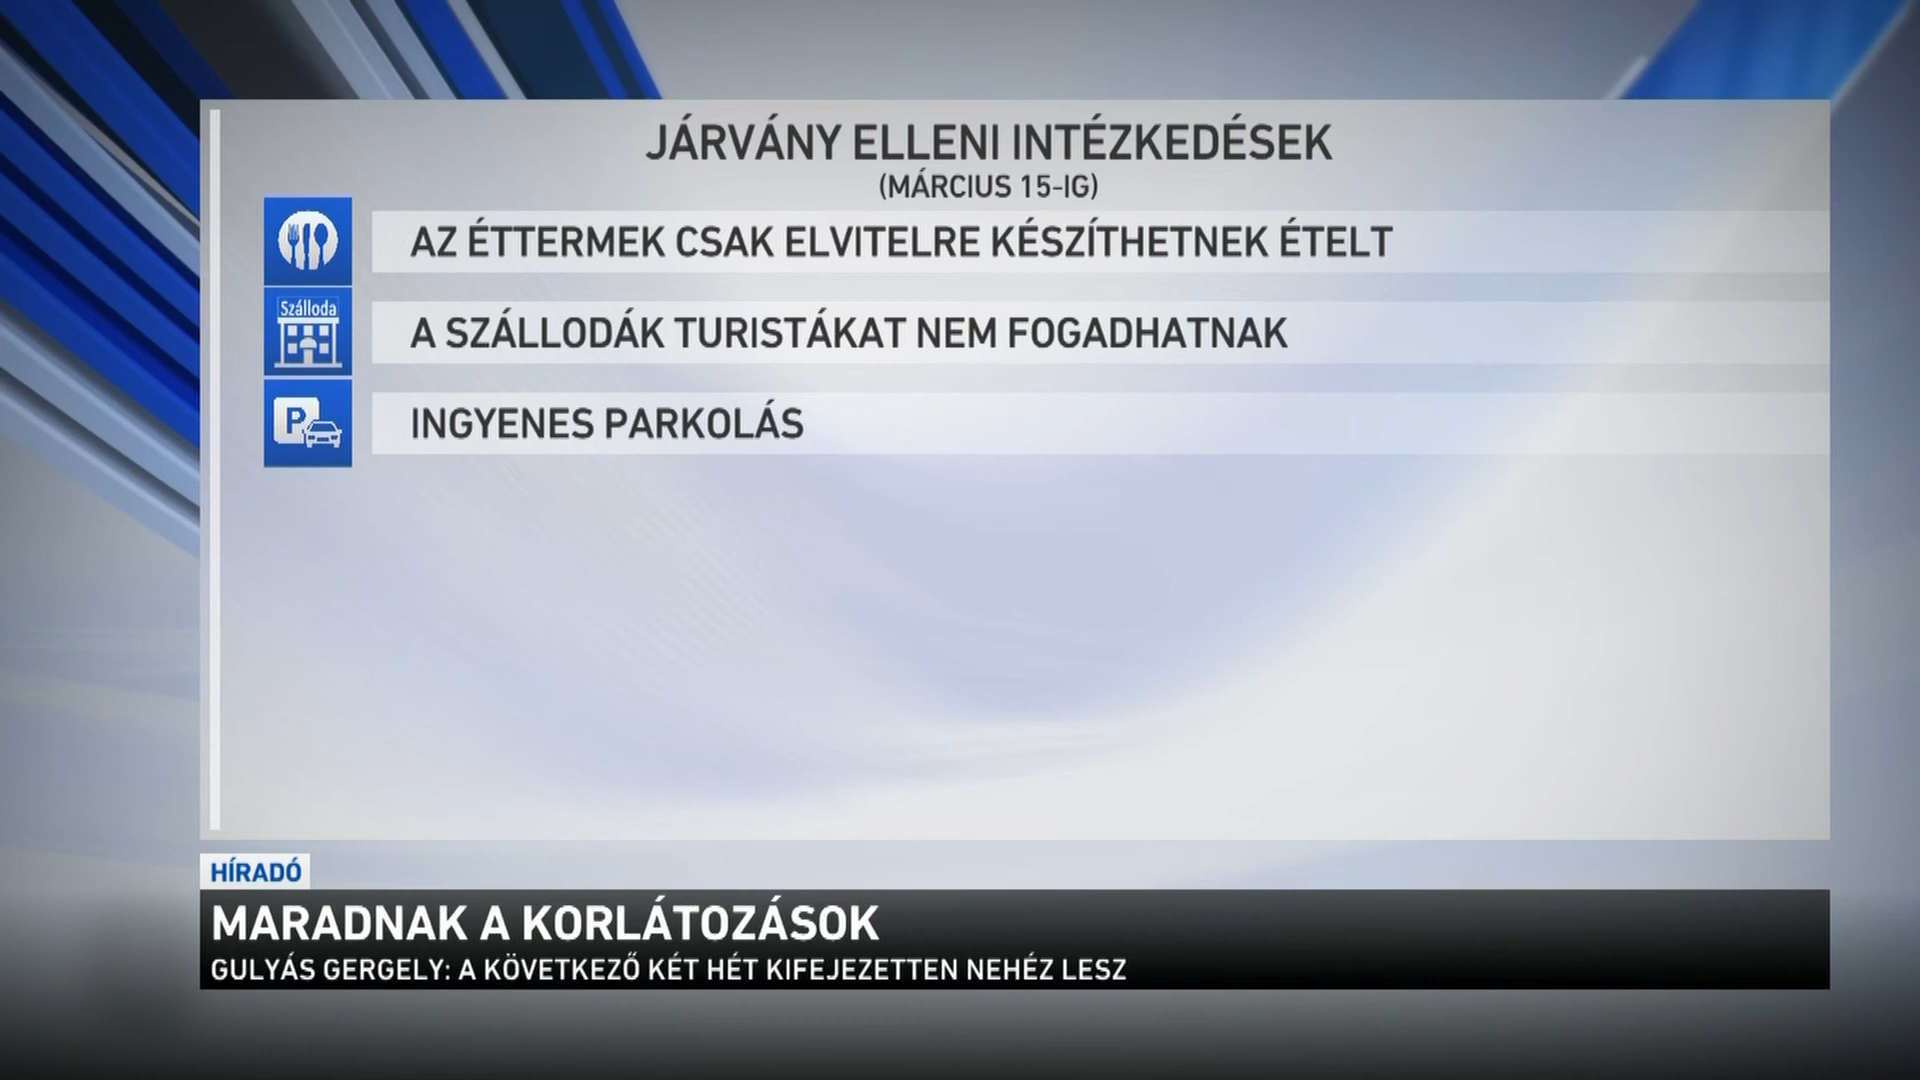 JÁRVÁNY ELLENI INTÉZKEDÉSEK
(MÁRCIUS 15-IG)
AZ ÉTTERMEK CSAK ELVITELRE KÉSZÍTHETNEK ÉTELT
Szálloda
A SZÁLLODÁK TURISTÁKAT NEM FOGADHATNAK
P
INGYENES PARKOLÁS
HÍRADÓ
MARADNAK A KORLÁTOZÁSOK
GULYÁS GERGELY: A KÖVETKEZŐ KÉT HÉT KIFEJEZETTEN NEHÉZ LESZ